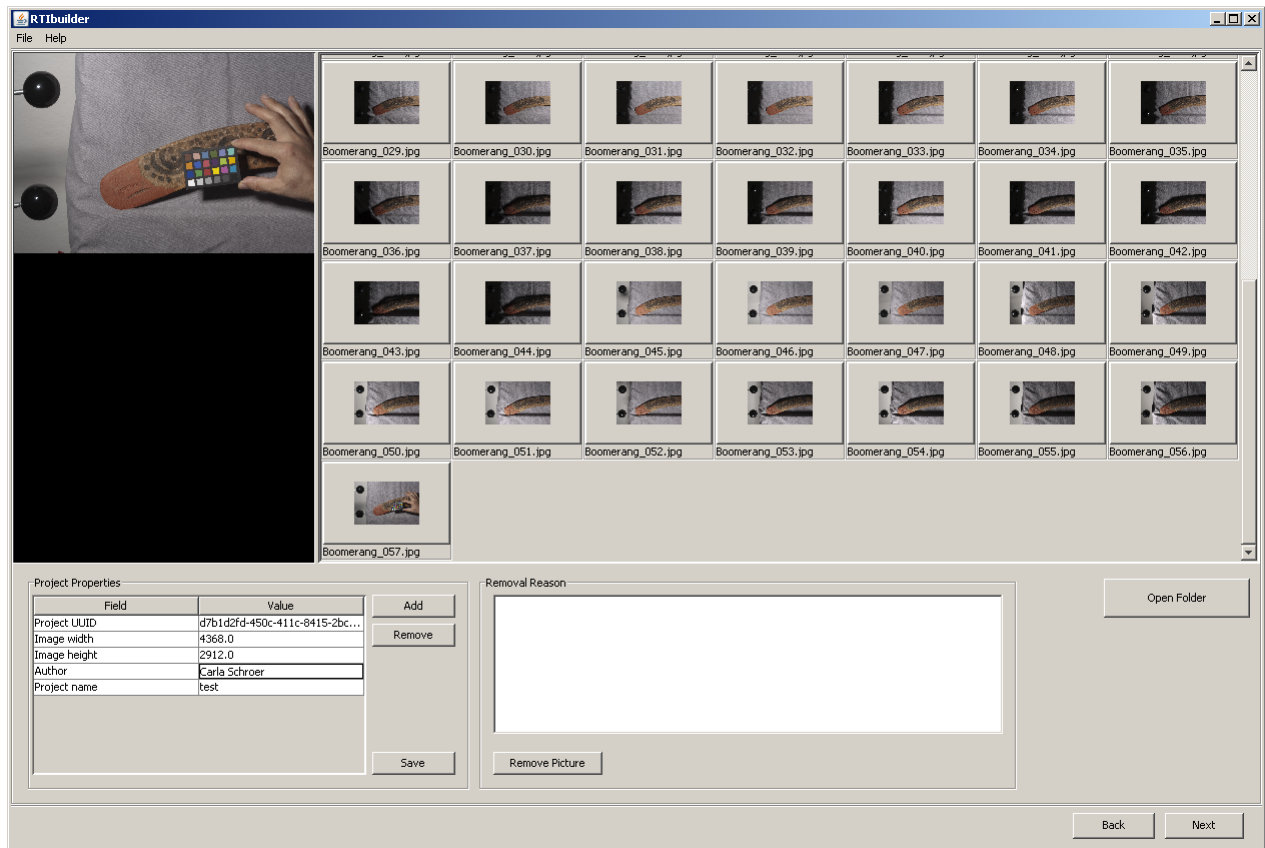 RTIbuilder
File Help
Boomerang_029.jpg Boomerang_030.jpg Boomerang_031.jpg Boomerang_032.jpg Boomerang_033.jpg Boomerang_034.jpg Boomerang_035.jpg
Boomerang_036.jpg Boomerang_037.jpg Boomerang_038.jpg Boomerang_039.jpg Boomerang_040.jpg Boomerang_041.jpg Boomerang_042.jpg
Boomerang_043.jpg Boomerang_044.jpg Boomerang_045.jpg Boomerang_046.jpg Boomerang_047.jpg Boomerang_048.jpg Boomerang_049.jpg
Boomerang_050.jpg Boomerang_051.jpg Boomerang_052.jpg Boomerang_053.jpg Boomerang_054.jpg Boomerang_055.jpg Boomerang_056.jpg
Boomerang_057.jpg
Project Properties
Field Value
Project UUID d7b1d2fd-450c-411c-8415-2bc...
Image width 4368.0
Image height 2912.0
Author Carla Schroer
Project name test
Add
Remove
Save
Removal Reason
Remove Picture
Open Folder
Back Next